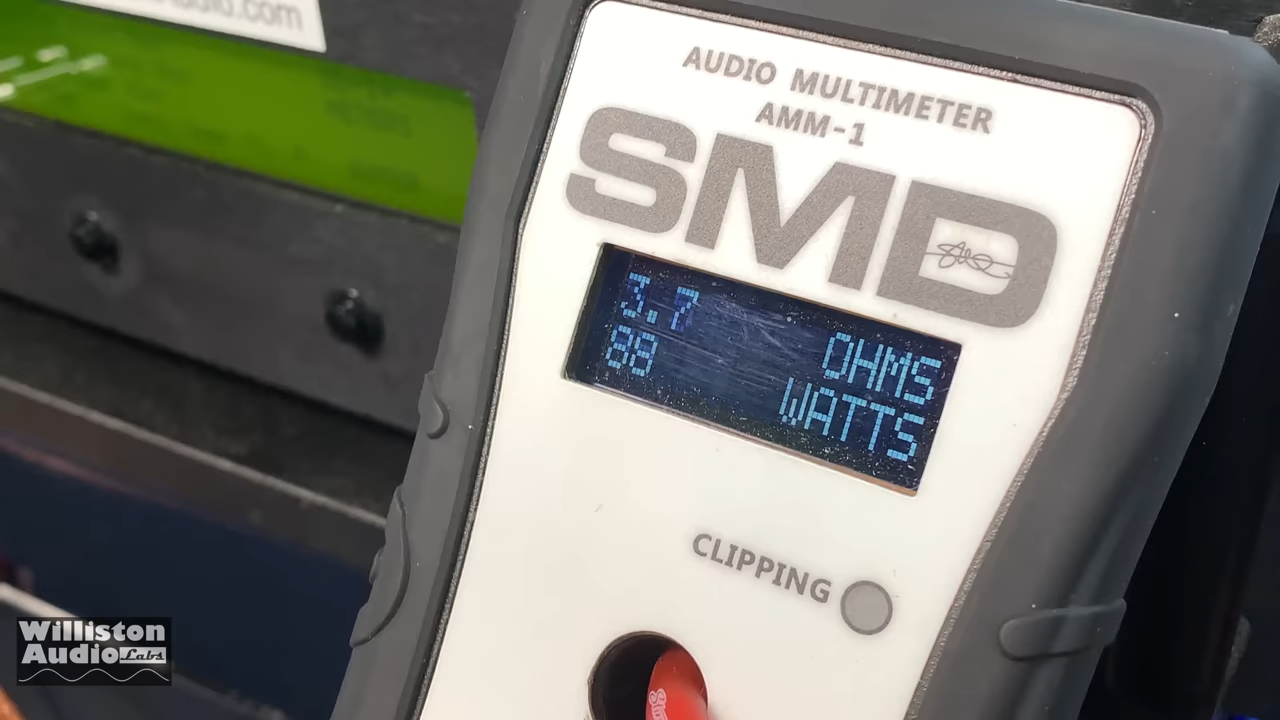 AUDIO MULTIMETER
AMM-1
SMD
3.7 OHMS
88 WATTS
CLIPPING
Williston
Audio Labs